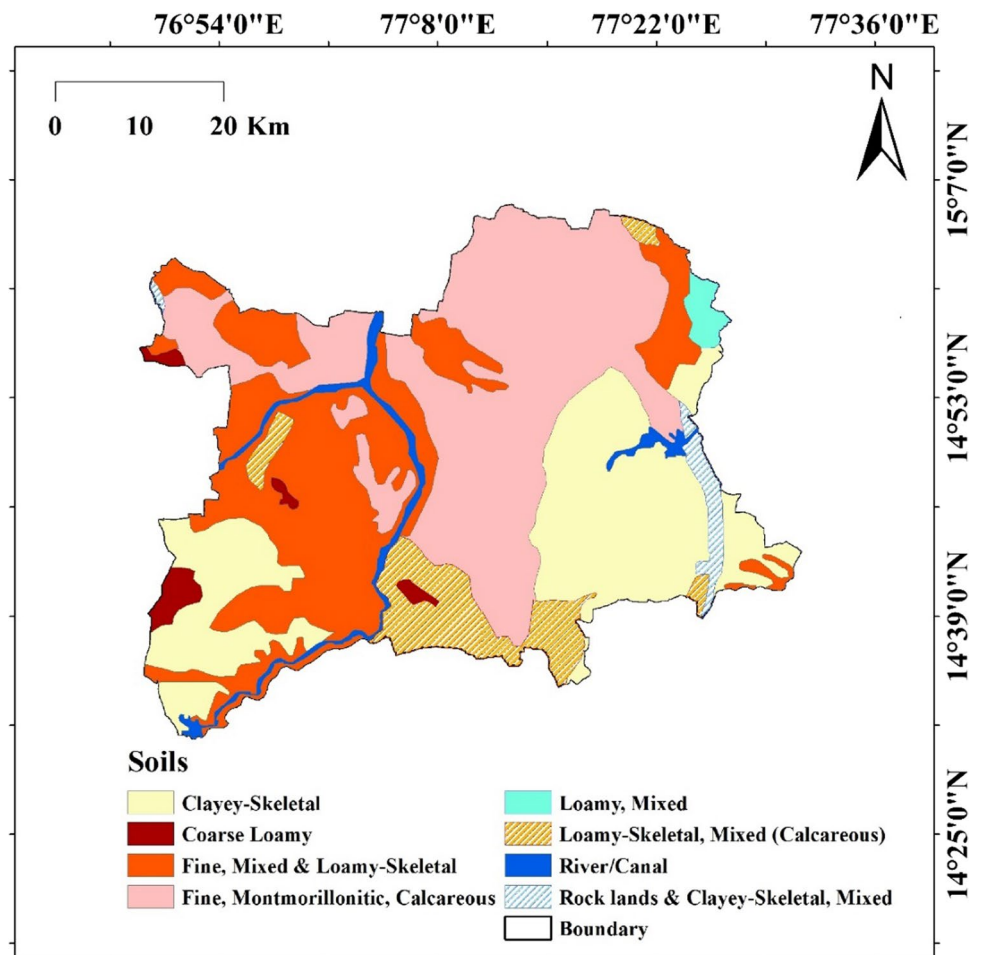 76°54'0"E 77°8'0"E 77°22'0"E 77°36'0"E
0 10 20 Km
N
15°7'0"N
14°53'0"N
14°39'0"N
14°25'0"N
Soils
Clayey-Skeletal
Coarse Loamy
Fine, Mixed & Loamy-Skeletal
Fine, Montmorillonitic, Calcareous
Loamy, Mixed
Loamy-Skeletal, Mixed (Calcareous)
River/Canal
Rock lands & Clayey-Skeletal, Mixed
Boundary